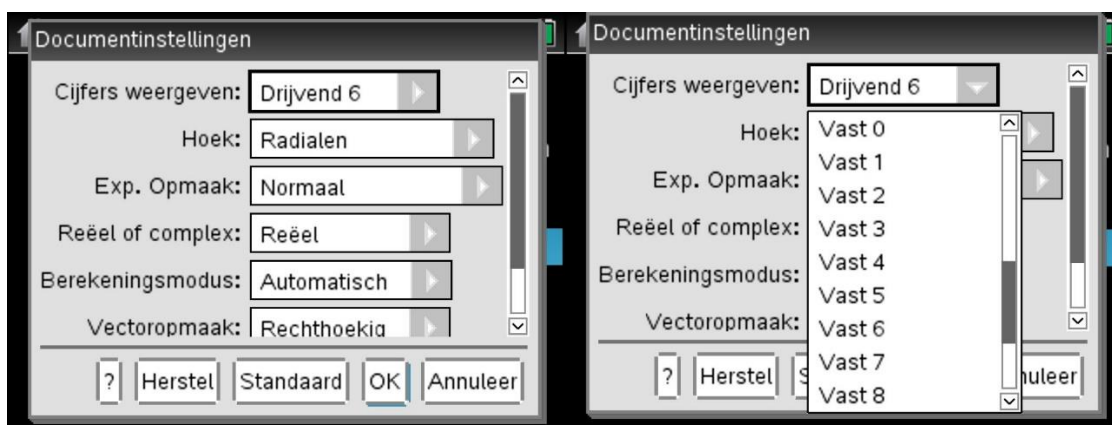 Documentinstellingen
Cijfers weergeven: Drijvend 6
Hoek: Radialen
Exp. Opmaak: Normaal
Reëel of complex: Reëel
Berekeningsmodus: Automatisch
Vectoropmaak: Rechthoekig
? Herstel Standaard OK Annuleer
Documentinstellingen
Cijfers weergeven: Drijvend 6
Hoek:
Exp. Opmaak:
Reëel of complex:
Berekeningsmodus:
Vectoropmaak:
Vast 0
Vast 1
Vast 2
Vast 3
Vast 4
Vast 5
Vast 6
Vast 7
Vast 8
? Herstel S nuleer